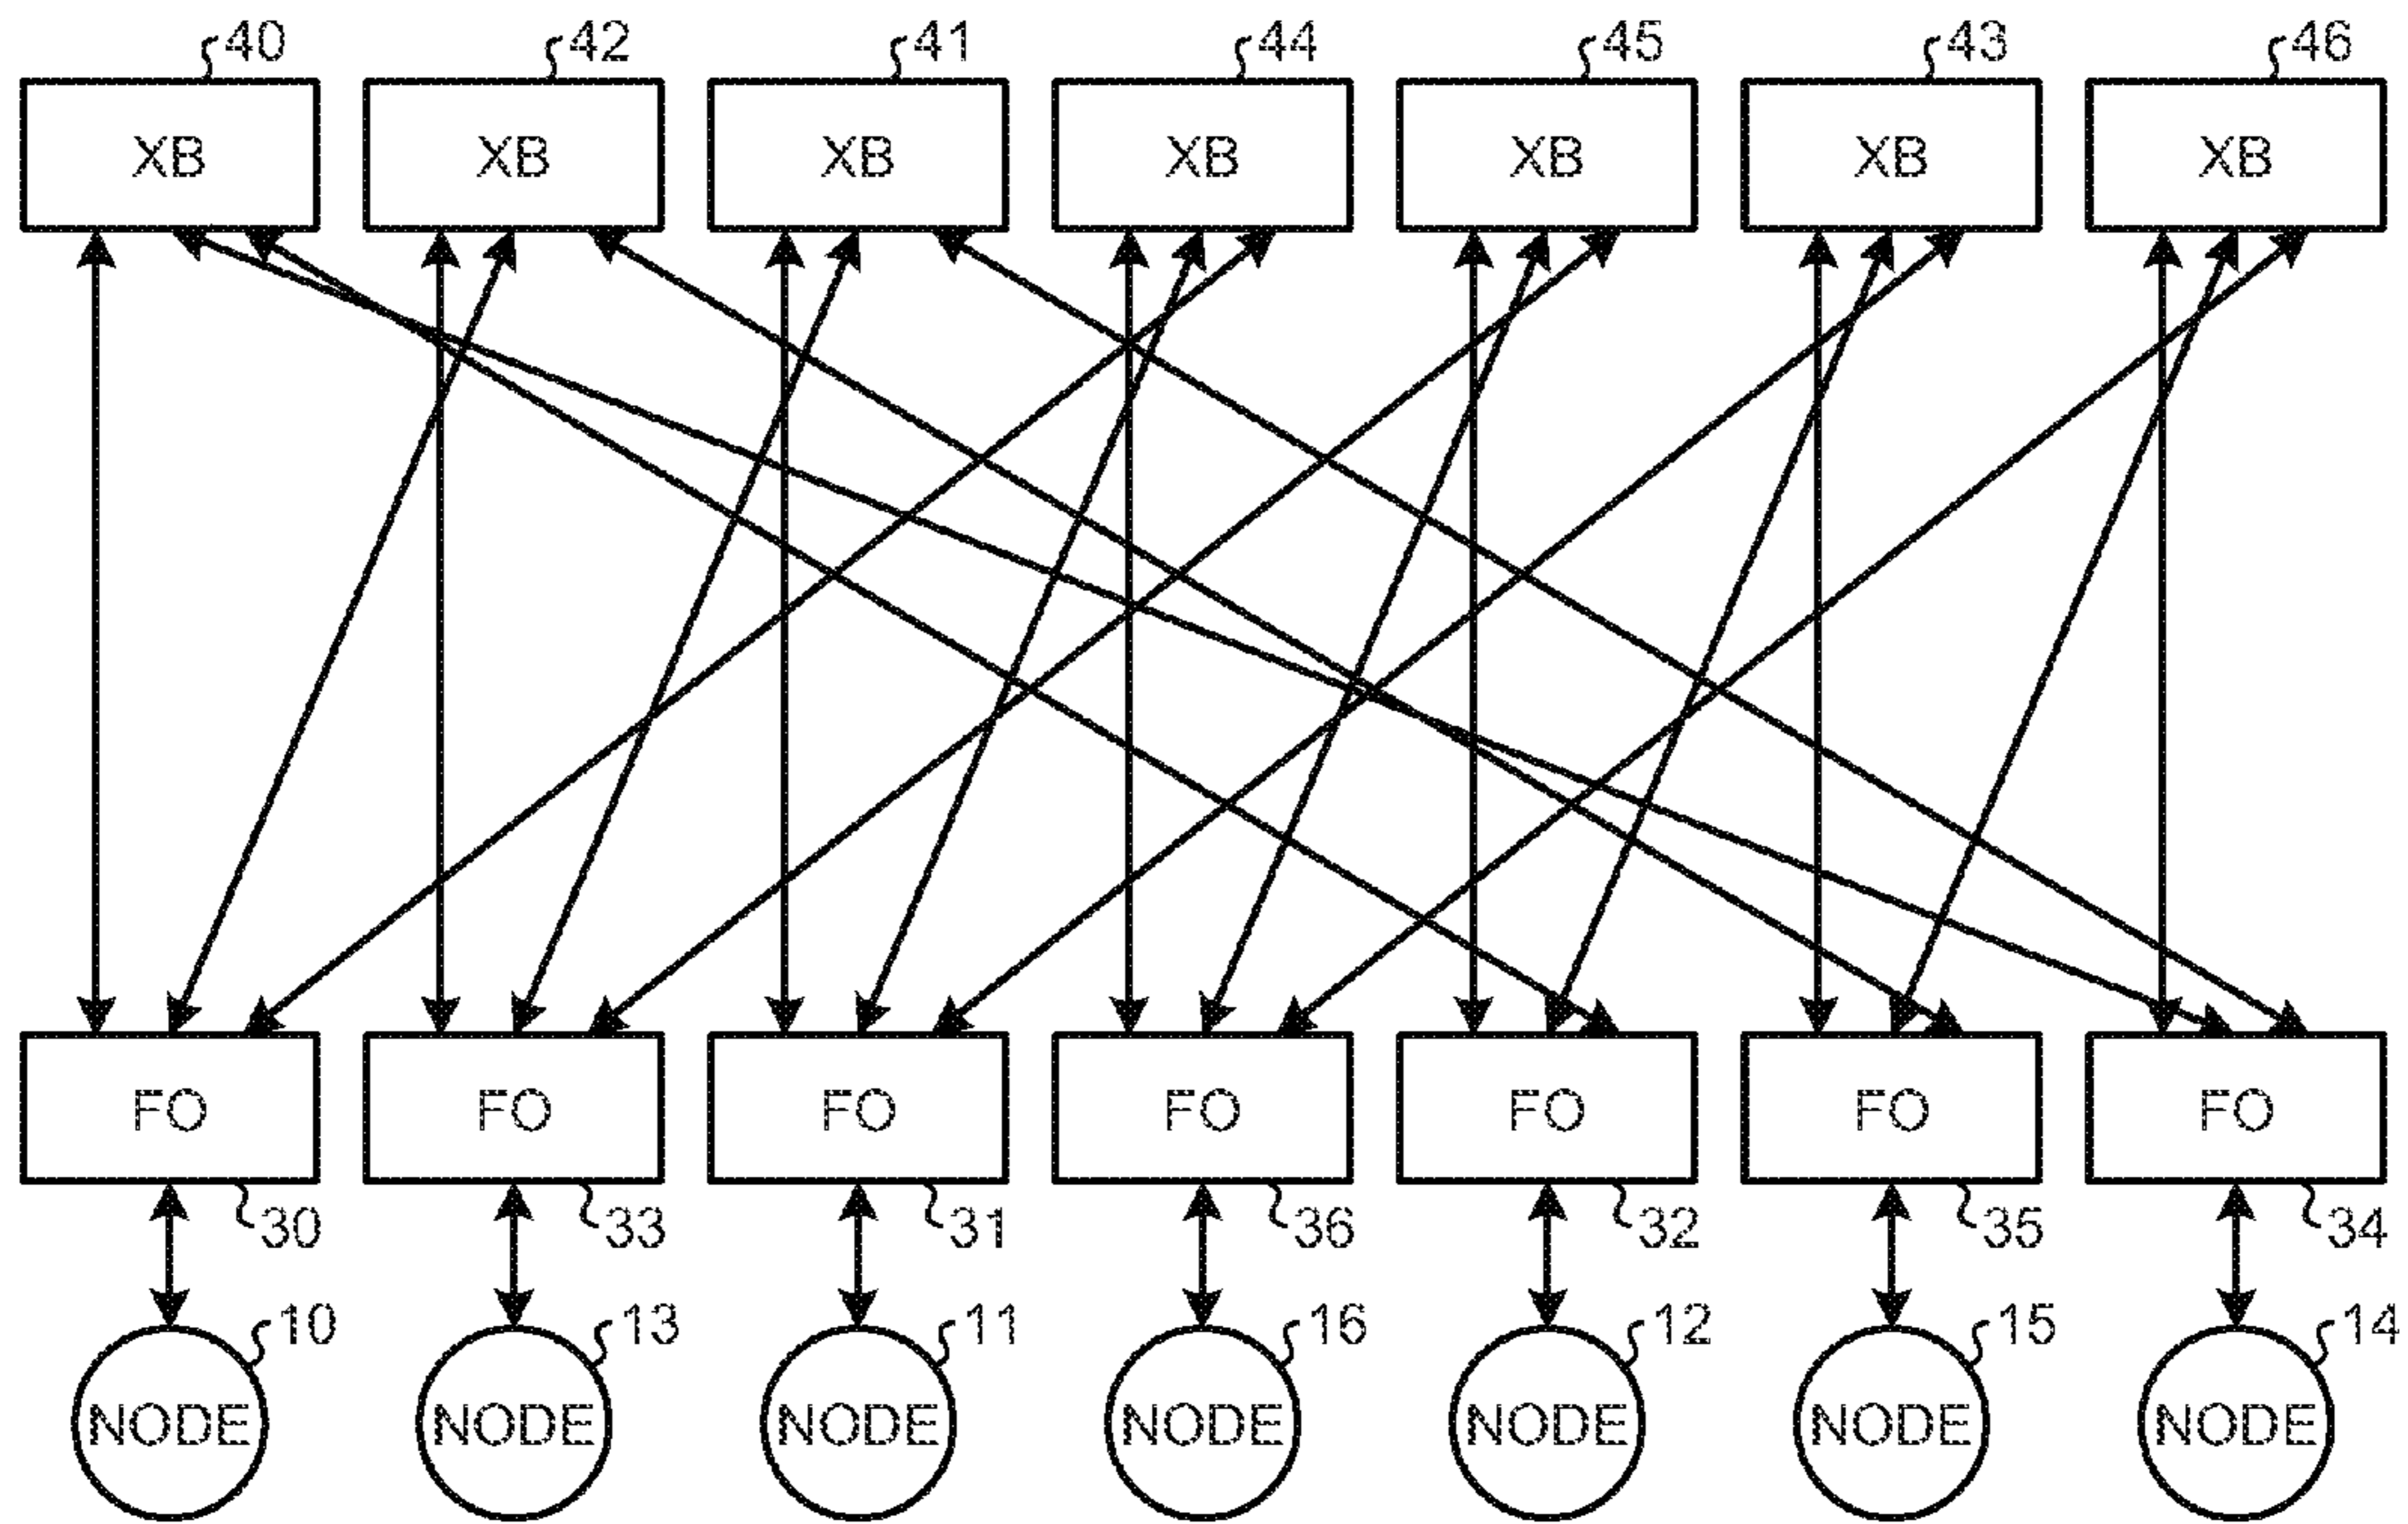 40 42 41 44 45 43 46
XB XB XB XB XB XB XB
FO FO FO FO FO FO FO
30 33 31 36 32 35 34
10 13 11 16 12 15 14
NODE NODE NODE NODE NODE NODE NODE